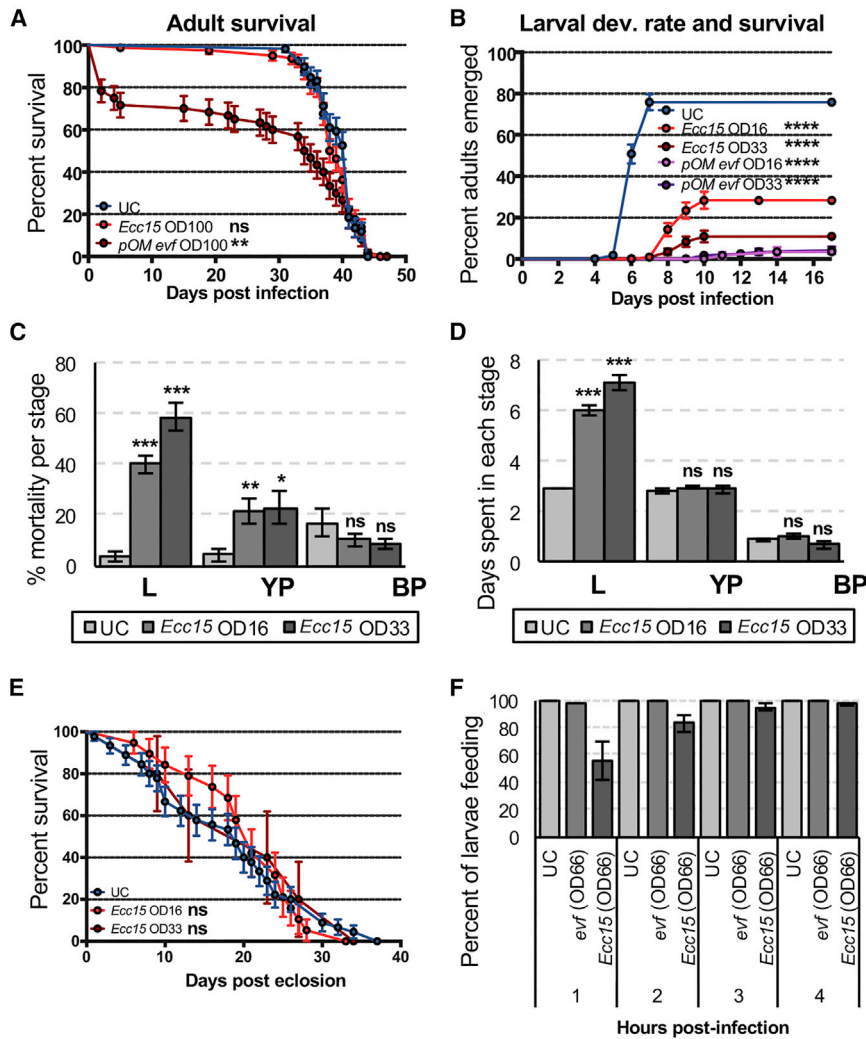 A Adult survival
Percent survival
100
80
60
40
20
0
UC
Ecc15 OD100 ns
pOM evf OD100 **
0 10 20 30 40 50
Days post infection
B Larval dev. rate and survival
Percent adults emerged
100
80
60
40
20
0
UC
Ecc15 OD16 ****
Ecc15 OD33 ****
pOM evf OD16 ****
pOM evf OD33 ****
0 2 4 6 8 10 12 14 16
Days post infection
C
% mortality per stage
80
60
40
20
0
*** *** ** * ns ns
L YP BP
UC Ecc15 OD16 Ecc15 OD33
D
Days spent in each stage
8
6
4
2
0
*** *** ns ns ns ns
L YP BP
UC Ecc15 OD16 Ecc15 OD33
E
Percent survival
100
80
60
40
20
0
UC
Ecc15 OD16 ns
Ecc15 OD33 ns
0 10 20 30 40
Days post eclosion
F
Percent of larvae feeding
100
80
60
40
20
0
UC
evf (OD66)
Ecc15 (OD66)
UC
evf (OD66)
Ecc15 (OD66)
UC
evf (OD66)
Ecc15 (OD66)
UC
evf (OD66)
Ecc15 (OD66)
1 2 3 4
Hours post-infection